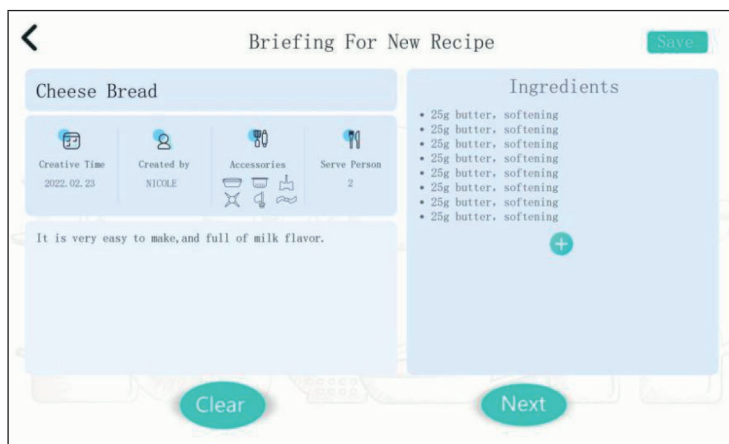 Briefing For New Recipe
Save
Cheese Bread
Creative Time
2022.02.23
Created by
NICOLE
Accessories
Serve Person
2
It is very easy to make,and full of milk flavor.
Ingredients
• 25g butter, softening
• 25g butter, softening
• 25g butter, softening
• 25g butter, softening
• 25g butter, softening
• 25g butter, softening
• 25g butter, softening
• 25g butter, softening
Clear
Next